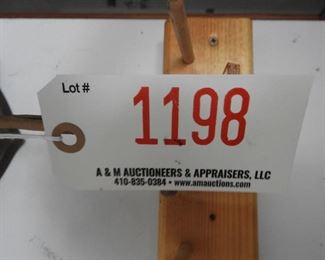 Lot #
1198
A & M AUCTIONEERS & APPRAISERS, LLC
410-835-0384 • www.amauctions.com